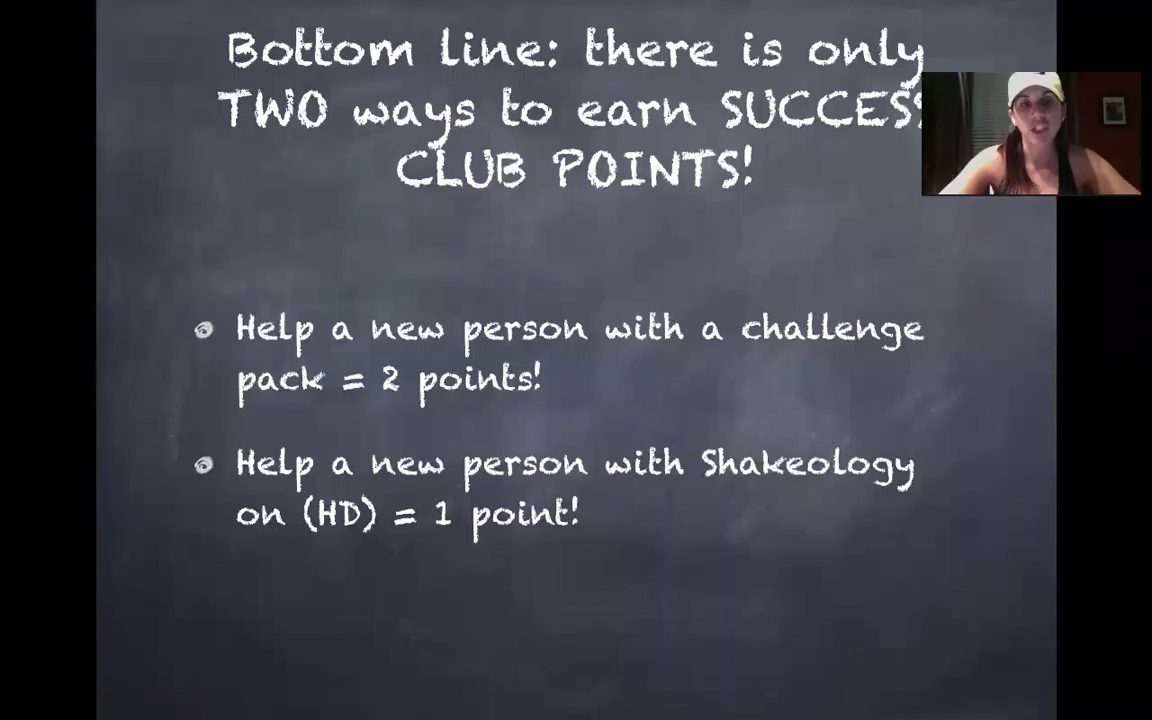 Bottom line: there is only
TWO ways to earn SUCCESS
CLUB POINTS!
Help a new person with a challenge
pack = 2 points!
Help a new person with Shakeology
on (HD) = 1 point!